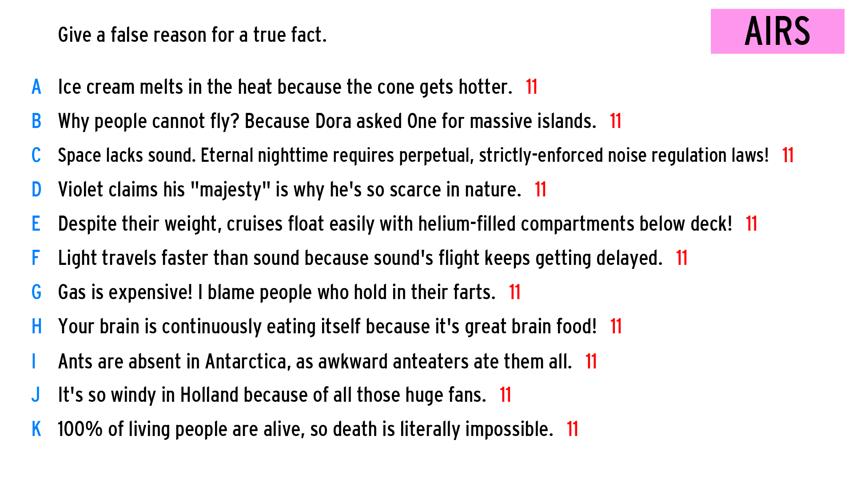 AIRS
Give a false reason for a true fact.
A Ice cream melts in the heat because the cone gets hotter. 11
B Why people cannot fly? Because Dora asked One for massive islands. 11
C Space lacks sound. Eternal nighttime requires perpetual, strictly-enforced noise regulation laws! 11
D Violet claims his "majesty" is why he's so scarce in nature. 11
E Despite their weight, cruises float easily with helium-filled compartments below deck! 11
F Light travels faster than sound because sound's flight keeps getting delayed. 11
G Gas is expensive! I blame people who hold in their farts. 11
H Your brain is continuously eating itself because it's great brain food! 11
I Ants are absent in Antarctica, as awkward anteaters ate them all. 11
J It's so windy in Holland because of all those huge fans. 11
K 100% of living people are alive, so death is literally impossible. 11